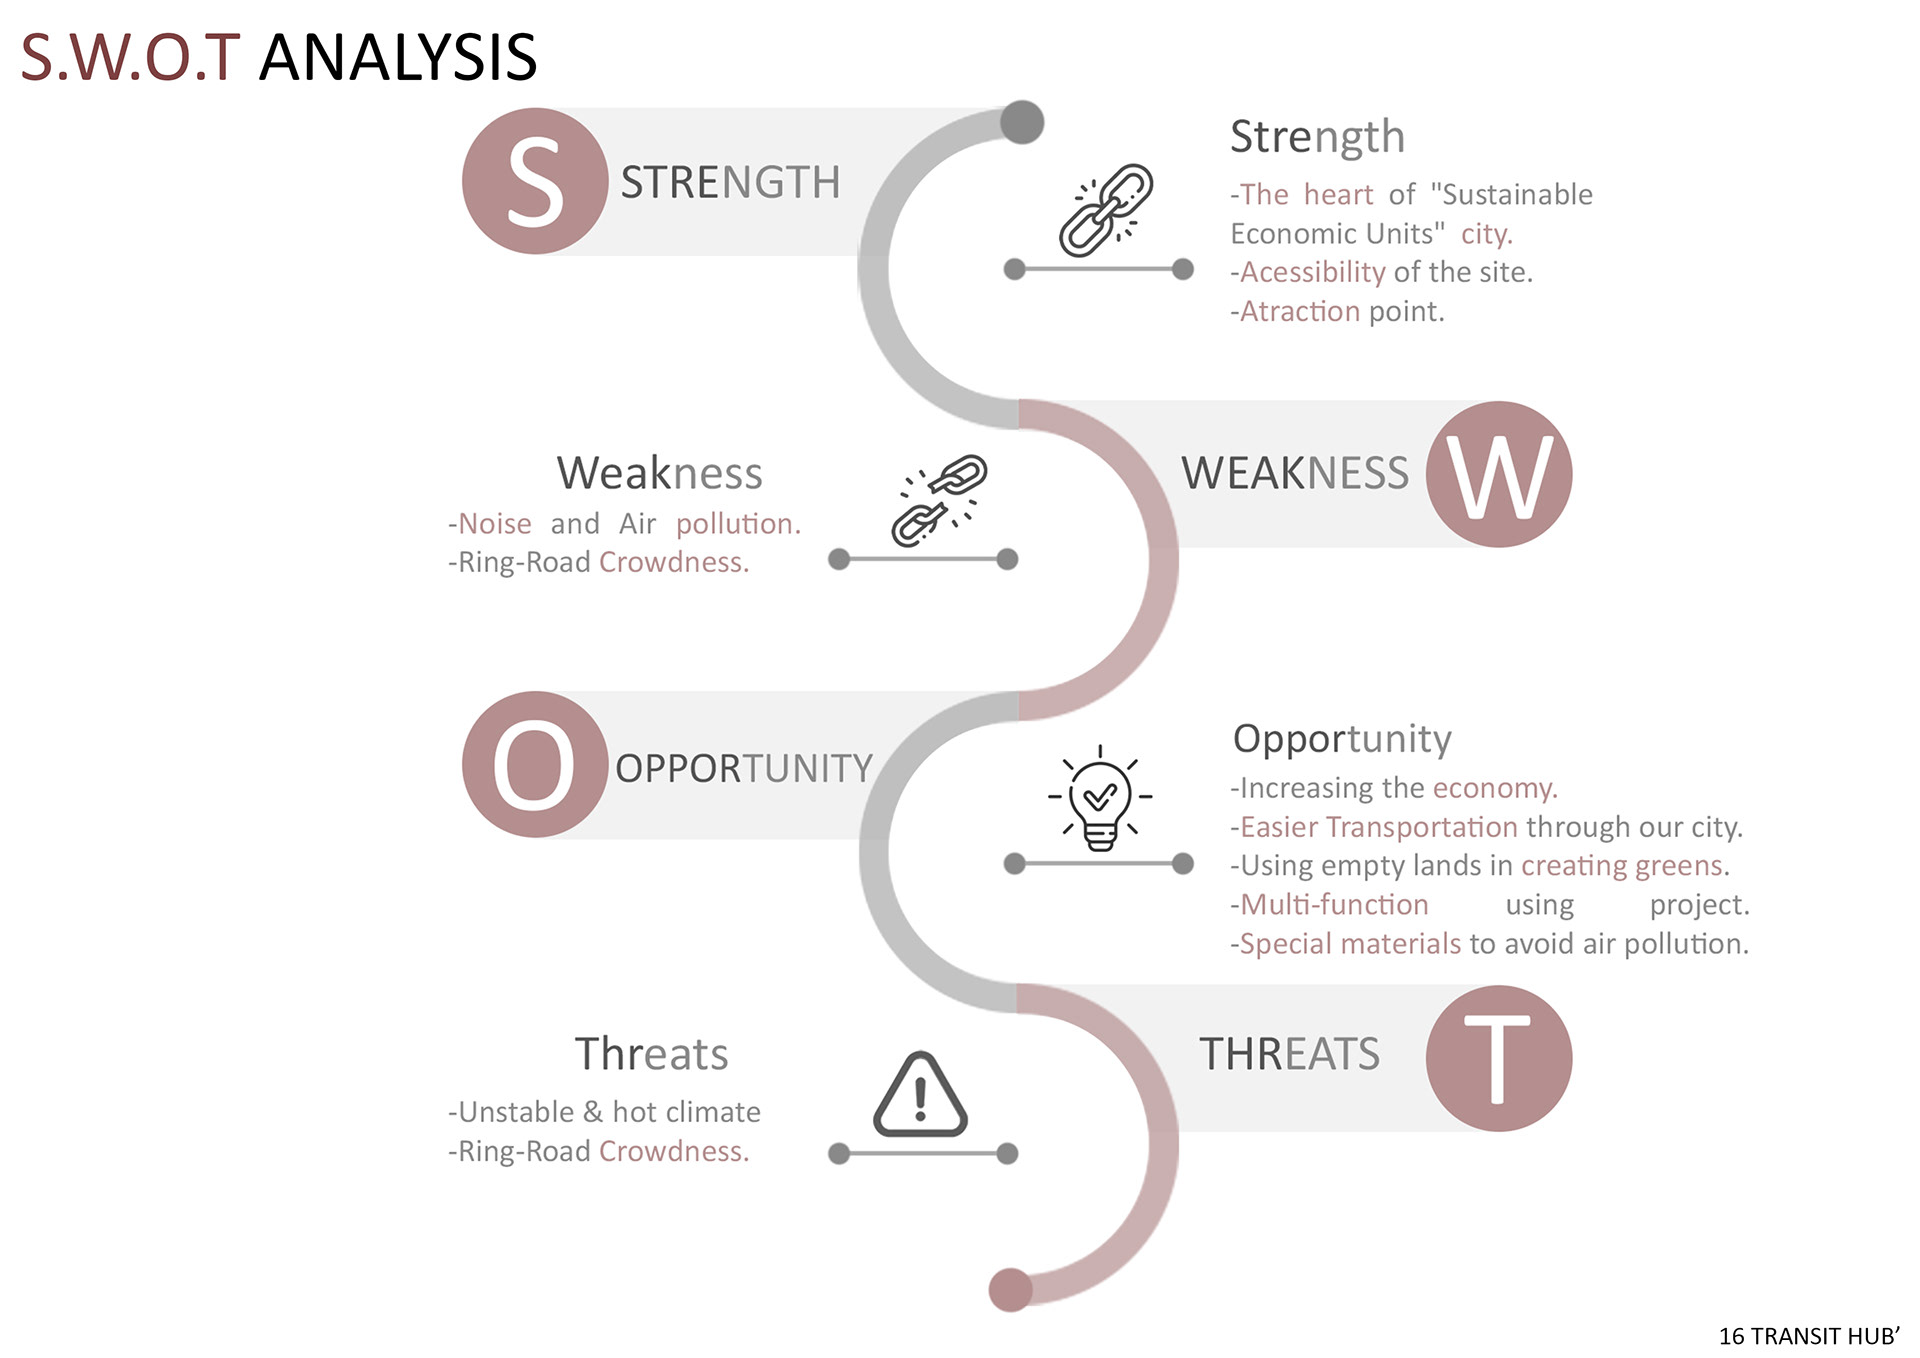 S.W.O.T ANALYSIS
S
STRENGTH
Strength
-The heart of "Sustainable
Economic Units" city.
-Acessibility of the site.
-Atraction point.
Weakness
-Noise and Air pollution.
-Ring-Road Crowdness.
WEAKNESS
W
O
OPPORTUNITY
Opportunity
-Increasing the economy.
-Easier Transportation through our city.
-Using empty lands in creating greens.
-Multi-function using project.
-Special materials to avoid air pollution.
Threats
-Unstable & hot climate
-Ring-Road Crowdness.
THREATS
T
16 TRANSIT HUB’